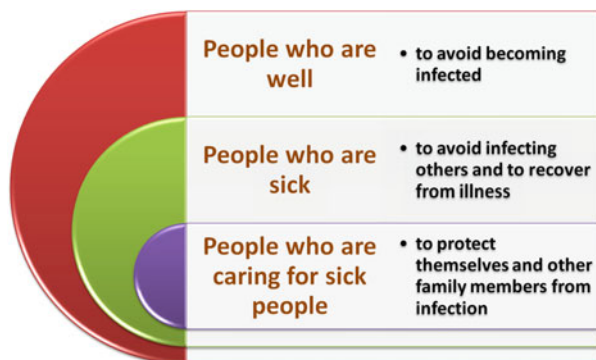 People who are
well
• to avoid becoming
infected
People who are
sick
• to avoid infecting
others and to recover
from illness
People who are
caring for sick
people
• to protect
themselves and other
family members from
infection